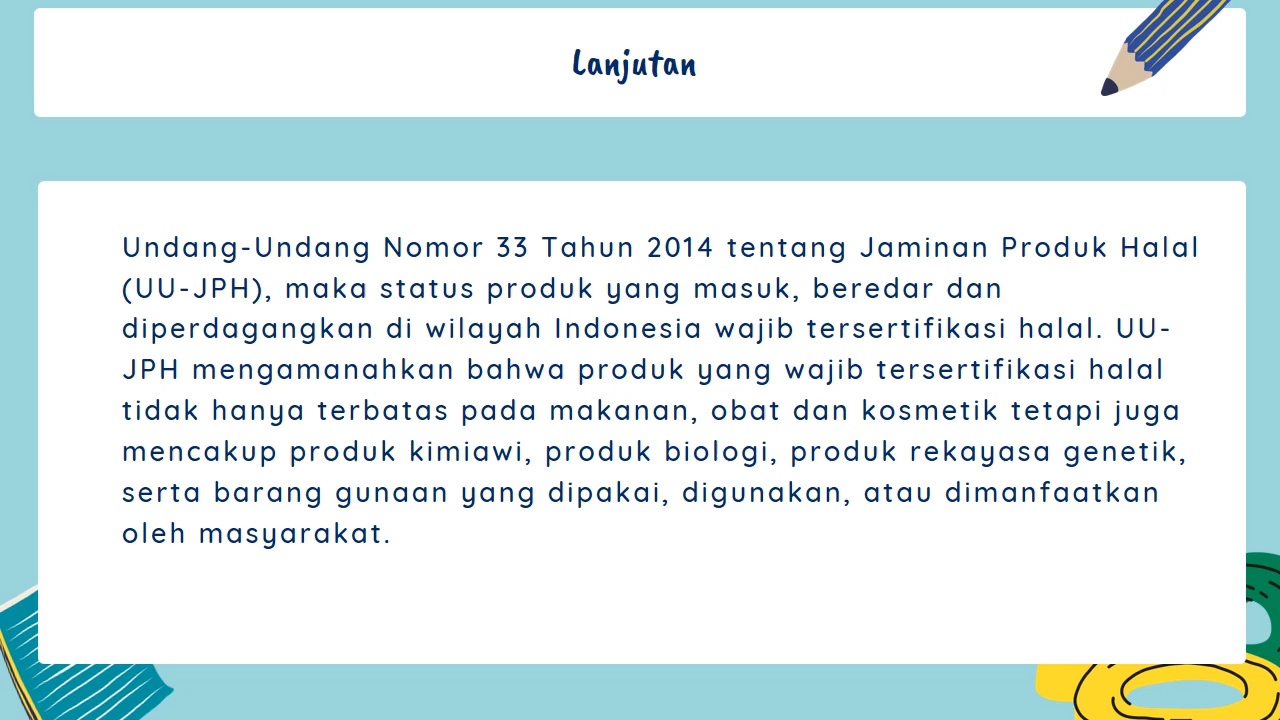 Lanjutan
Undang-Undang Nomor 33 Tahun 2014 tentang Jaminan Produk Halal
(UU-JPH), maka status produk yang masuk, beredar dan
diperdagangkan di wilayah Indonesia wajib tersertifikasi halal. UU-
JPH mengamanahkan bahwa produk yang wajib tersertifikasi halal
tidak hanya terbatas pada makanan, obat dan kosmetik tetapi juga
mencakup produk kimiawi, produk biologi, produk rekayasa genetik,
serta barang gunaan yang dipakai, digunakan, atau dimanfaatkan
oleh masyarakat.